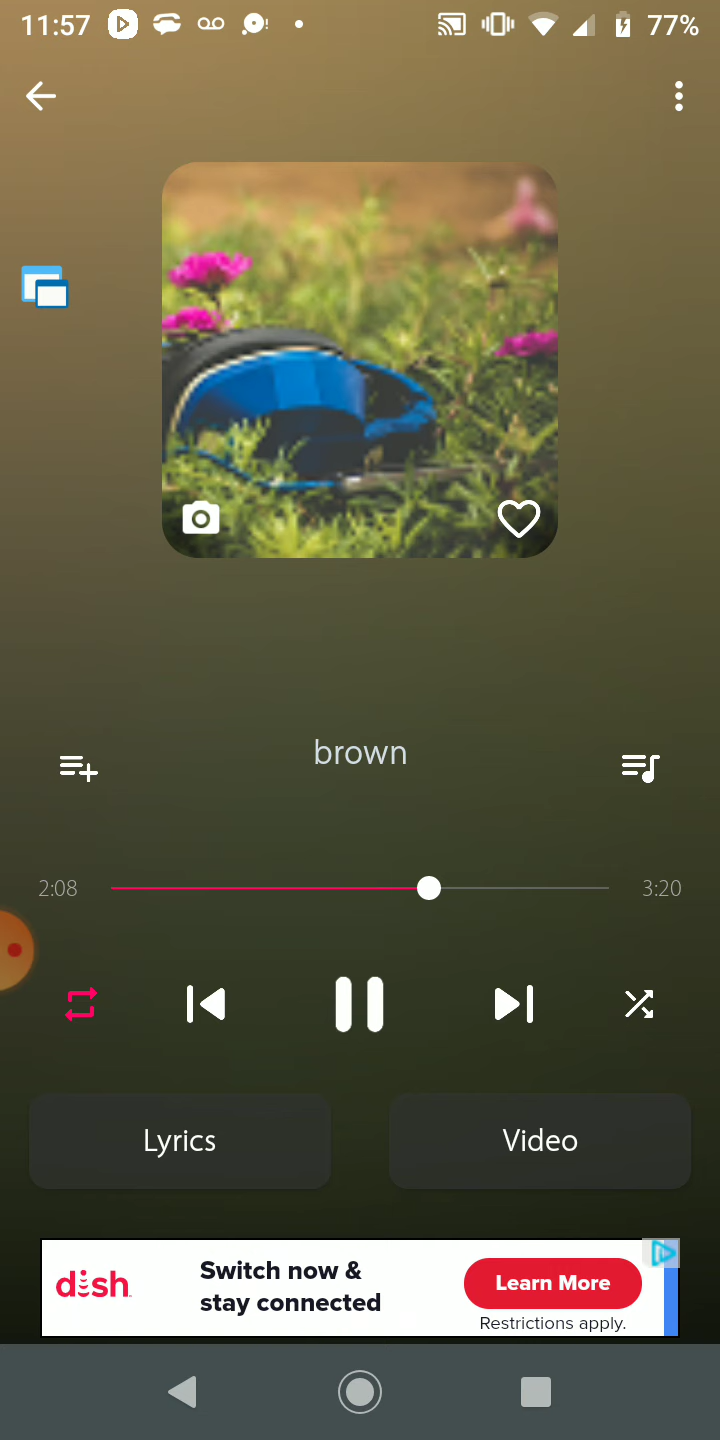 11:57
77%
brown
2:08
3:20
Lyrics
Video
dish
Switch now &
stay connected
Learn More
Restrictions apply.